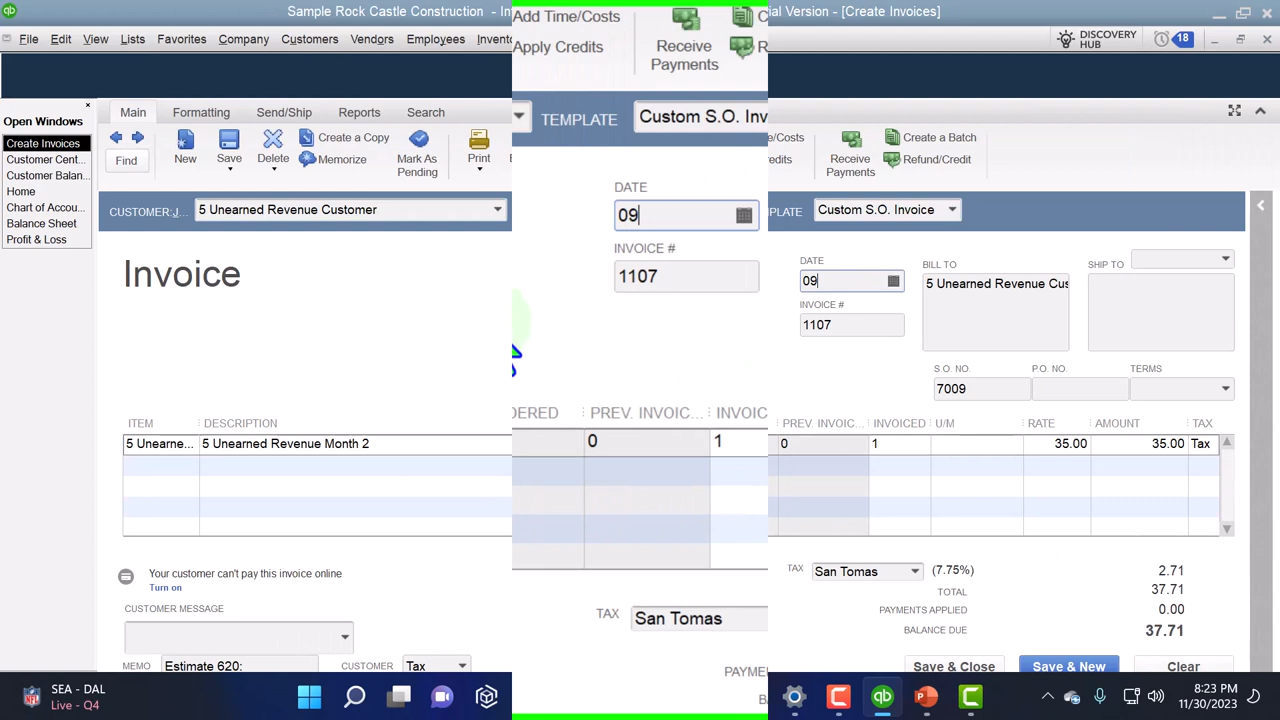 Sample Rock Castle Construction - In
ial Version - [Create Invoices]
File Edit View Lists Favorites Company Customers Vendors Employees Invento
DISCOVERY HUB
18
Open Windows
Create Invoices
Customer Cent...
Customer Balan...
Home
Chart of Accou...
Balance Sheet
Profit & Loss
Main Formatting Send/Ship Reports Search
Find
New
Save
Delete
Create a Copy
Memorize
Mark As
Pending
Print
CUSTOMER:J... 5 Unearned Revenue Customer
Invoice
ITEM DESCRIPTION
5 Unearne... 5 Unearned Revenue Month 2
Your customer can't pay this invoice online
Turn on
CUSTOMER MESSAGE
MEMO Estimate 620: CUSTOMER Tax
Add Time/Costs
Apply Credits
Receive
Payments
TEMPLATE Custom S.O. Inv
DATE
09
INVOICE #
1107
DERED PREV. INVOIC... INVOIC
0 1
TAX San Tomas
PAYME
e/Costs
edits
Receive
Payments
Create a Batch
Refund/Credit
PLATE Custom S.O. Invoice
DATE
09
INVOICE #
1107
BILL TO
5 Unearned Revenue Cus
SHIP TO
S.O. NO. P.O. NO. TERMS
7009
PREV. INVOIC... INVOICED U/M RATE AMOUNT TAX
0 1 35.00 35.00 Tax
TAX San Tomas (7.75%) 2.71
TOTAL 37.71
PAYMENTS APPLIED 0.00
BALANCE DUE 37.71
Save & Close Save & New Clear
SEA - DAL
Live - Q4
8:23 PM
11/30/2023